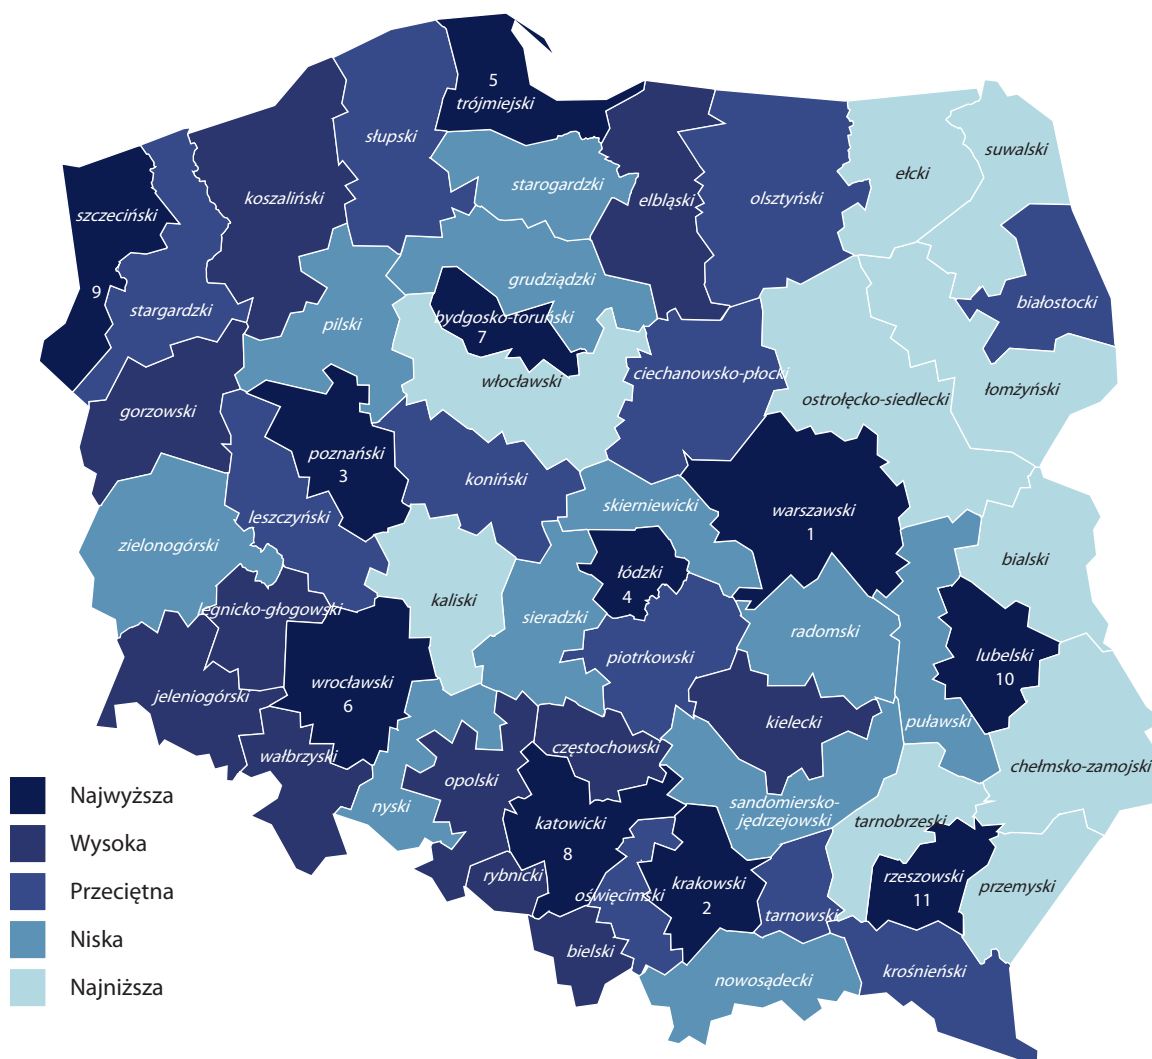 5
trójmiejski
słupski
suwalski
ełcki
starogardzki
koszaliński
elbląski
olsztyński
szczeciński
9
grudziądzki
białostocki
stargardzki
bydgosko-toruński
7
pilski
ciechanowsko-płocki
włocławski
łomżyński
ostrołęcko-siedlecki
gorzowski
poznański
3
koniński
skierniewicki
warszawski
1
leszczyński
zielonogórski
bialski
łódzki
4
kaliski
legnicko-głogowski
sieradzki
radomski
piotrkowski
lubelski
10
wrocławski
6
jeleniogórski
kielecki
puławski
częstochowski
wałbrzyski
chełmsko-zamojski
8
opolski
nyski
sandomiersko-
jędrzejowski
katowicki
tarnobrzeski
rybnicki
krakowski
2
oświęcimski
rzeszowski
11
przemyski
tarnowski
bielski
nowosądecki
krośnieński
Najwyższa
Wysoka
Przeciętna
Niska
Najniższa